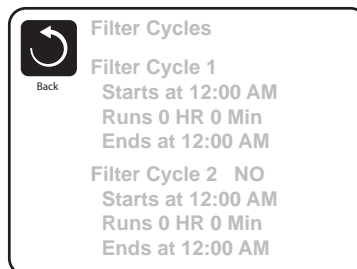 Back
Filter Cycles
Filter Cycle 1
Starts at 12:00 AM
Runs 0 HR 0 Min
Ends at 12:00 AM
Filter Cycle 2 NO
Starts at 12:00 AM
Runs 0 HR 0 Min
Ends at 12:00 AM